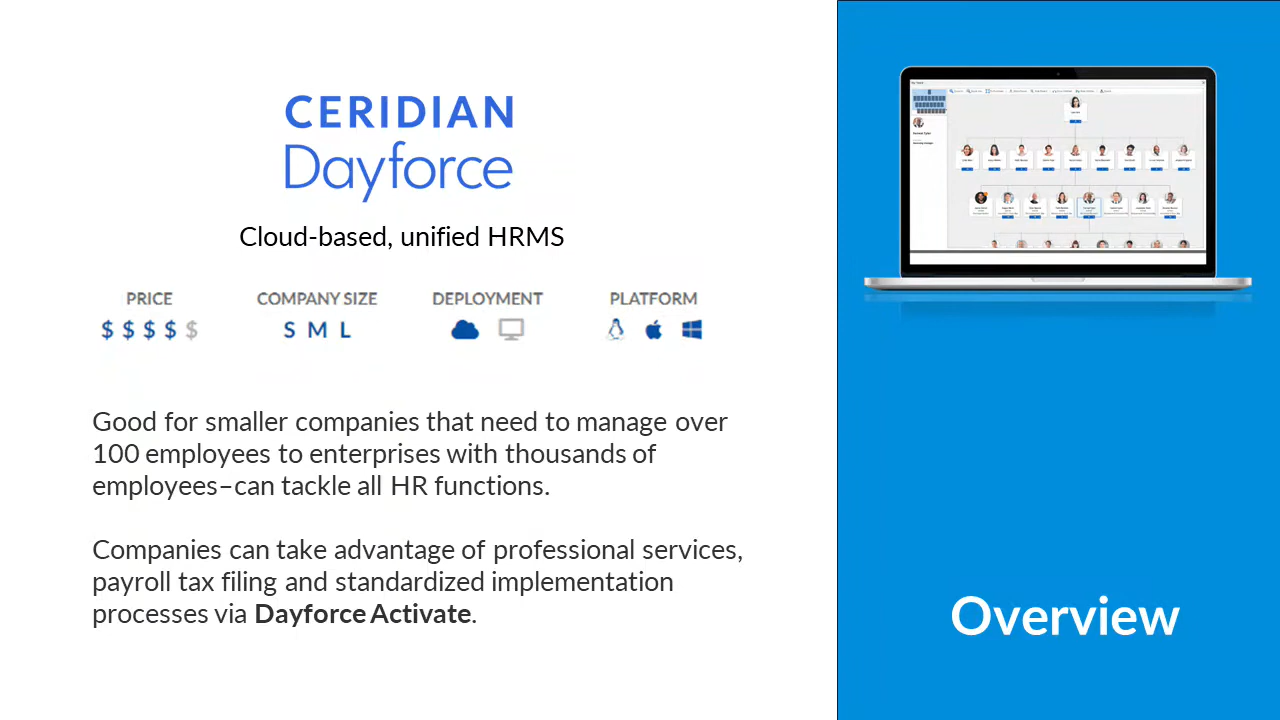 CERIDIAN
Dayforce
Cloud-based, unified HRMS
PRICE COMPANY SIZE DEPLOYMENT PLATFORM
$ $ $ $ $ S M L
Good for smaller companies that need to manage over
100 employees to enterprises with thousands of
employees–can tackle all HR functions.
Companies can take advantage of professional services,
payroll tax filing and standardized implementation
processes via Dayforce Activate.
Overview